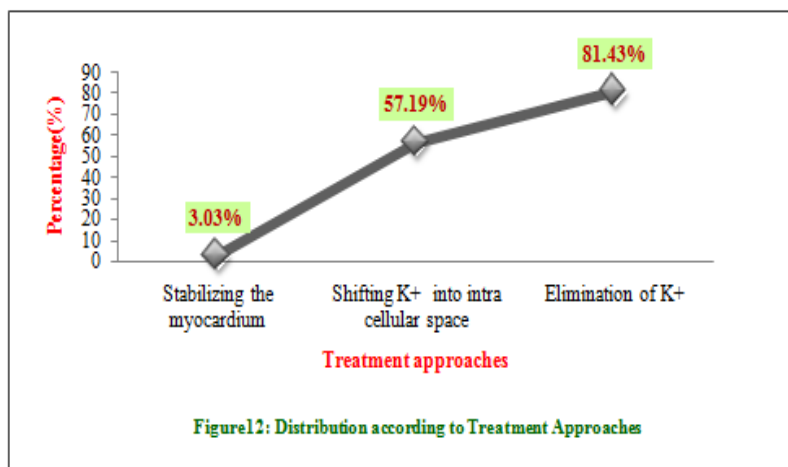 Percentage(%)
90
80
70
60
50
40
30
20
10
0
3.03%
57.19%
81.43%
Stabilizing the
myocardium
Shifting K+ into intra
cellular space
Elimination of K+
Treatment approaches
Figure12: Distribution according to Treatment Approaches